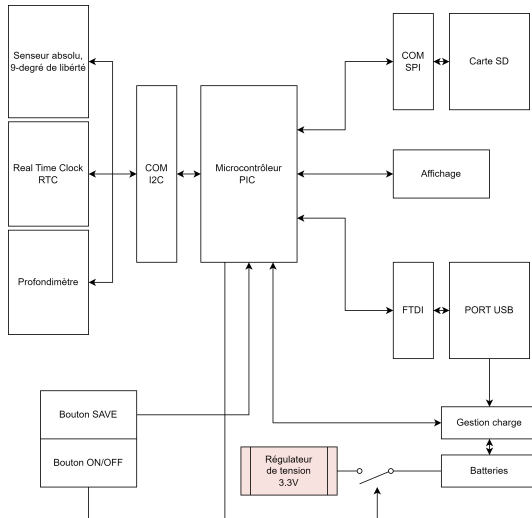 Senseur absolu,
9-degré de libérté
COM
SPI
Carte SD
Real Time Clock
RTC
COM
I2C
Microcontrôleur
PIC
Affichage
Profondimètre
FTDI
PORT USB
Bouton SAVE
Gestion charge
Bouton ON/OFF
Régulateur
de tension
3.3V
Batteries